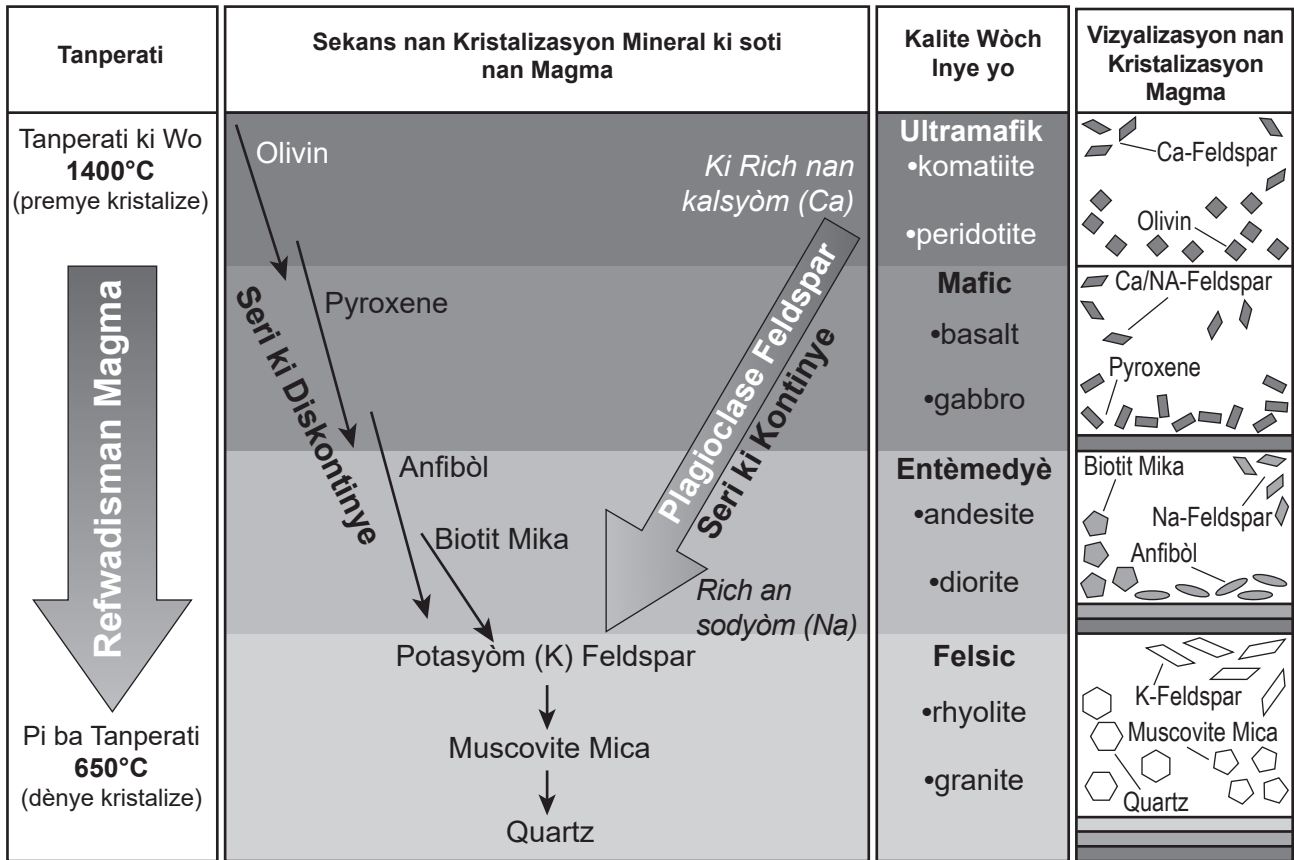 Tanperati
Sekans nan Kristalizasyon Mineral ki soti
nan Magma
Kalite Wòch
Inye yo
Vizyalizasyon nan
Kristalizasyon
Magma
Tanperati ki Wo
1400°C
(premye kristalize)
Refwadisman Magma
Pi ba Tanperati
650°C
(dènye kristalize)
Olivin
Pyroxene
Seri ki Diskontinye
Anfibòl
Biotit Mika
Ki Rich nan
kalsyòm (Ca)
Plagioclase Feldspar
Seri ki Kontinye
Rich an
sodyòm (Na)
Potasyòm (K) Feldspar
Muscovite Mica
Quartz
Ultramafik
•komatiite
•peridotite
Mafic
•basalt
•gabbro
Entèmedyè
•andesite
•diorite
Felsic
•rhyolite
•granite
Ca-Feldspar
Olivin
Ca/NA-Feldspar
Pyroxene
Biotit Mika
Na-Feldspar
Anfibòl
K-Feldspar
Muscovite Mica
Quartz